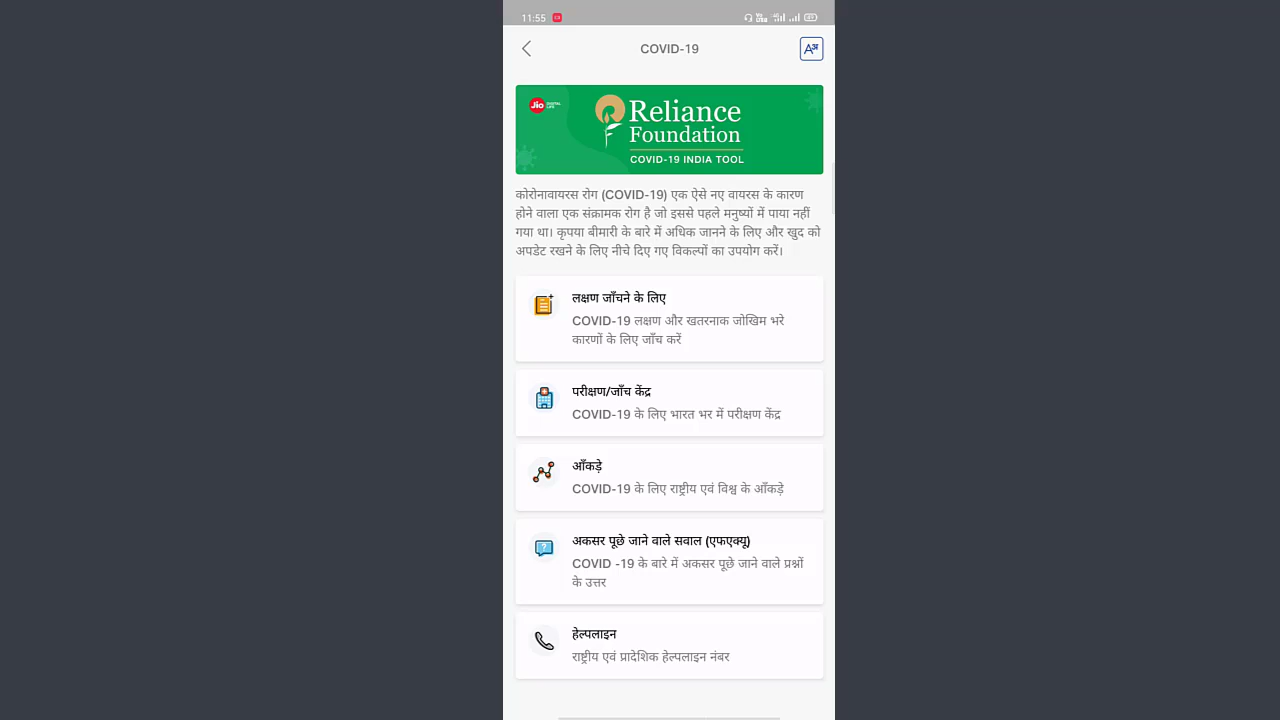 11:55
COVID-19
Aअ
Jio DIGITAL LIFE
Reliance
Foundation
COVID-19 INDIA TOOL
कोरोनावायरस रोग (COVID-19) एक ऐसे नए वायरस के कारण
होने वाला एक संक्रामक रोग है जो इससे पहले मनुष्यों में पाया नहीं
गया था। कृपया बीमारी के बारे में अधिक जानने के लिए और खुद को
अपडेट रखने के लिए नीचे दिए गए विकल्पों का उपयोग करें।
लक्षण जाँचने के लिए
COVID-19 लक्षण और खतरनाक जोखिम भरे
कारणों के लिए जाँच करें
परीक्षण/जाँच केंद्र
COVID-19 के लिए भारत भर में परीक्षण केंद्र
आँकड़े
COVID-19 के लिए राष्ट्रीय एवं विश्व के आँकड़े
अकसर पूछे जाने वाले सवाल (एफएक्यू)
COVID -19 के बारे में अकसर पूछे जाने वाले प्रश्नों
के उत्तर
हेल्पलाइन
राष्ट्रीय एवं प्रादेशिक हेल्पलाइन नंबर